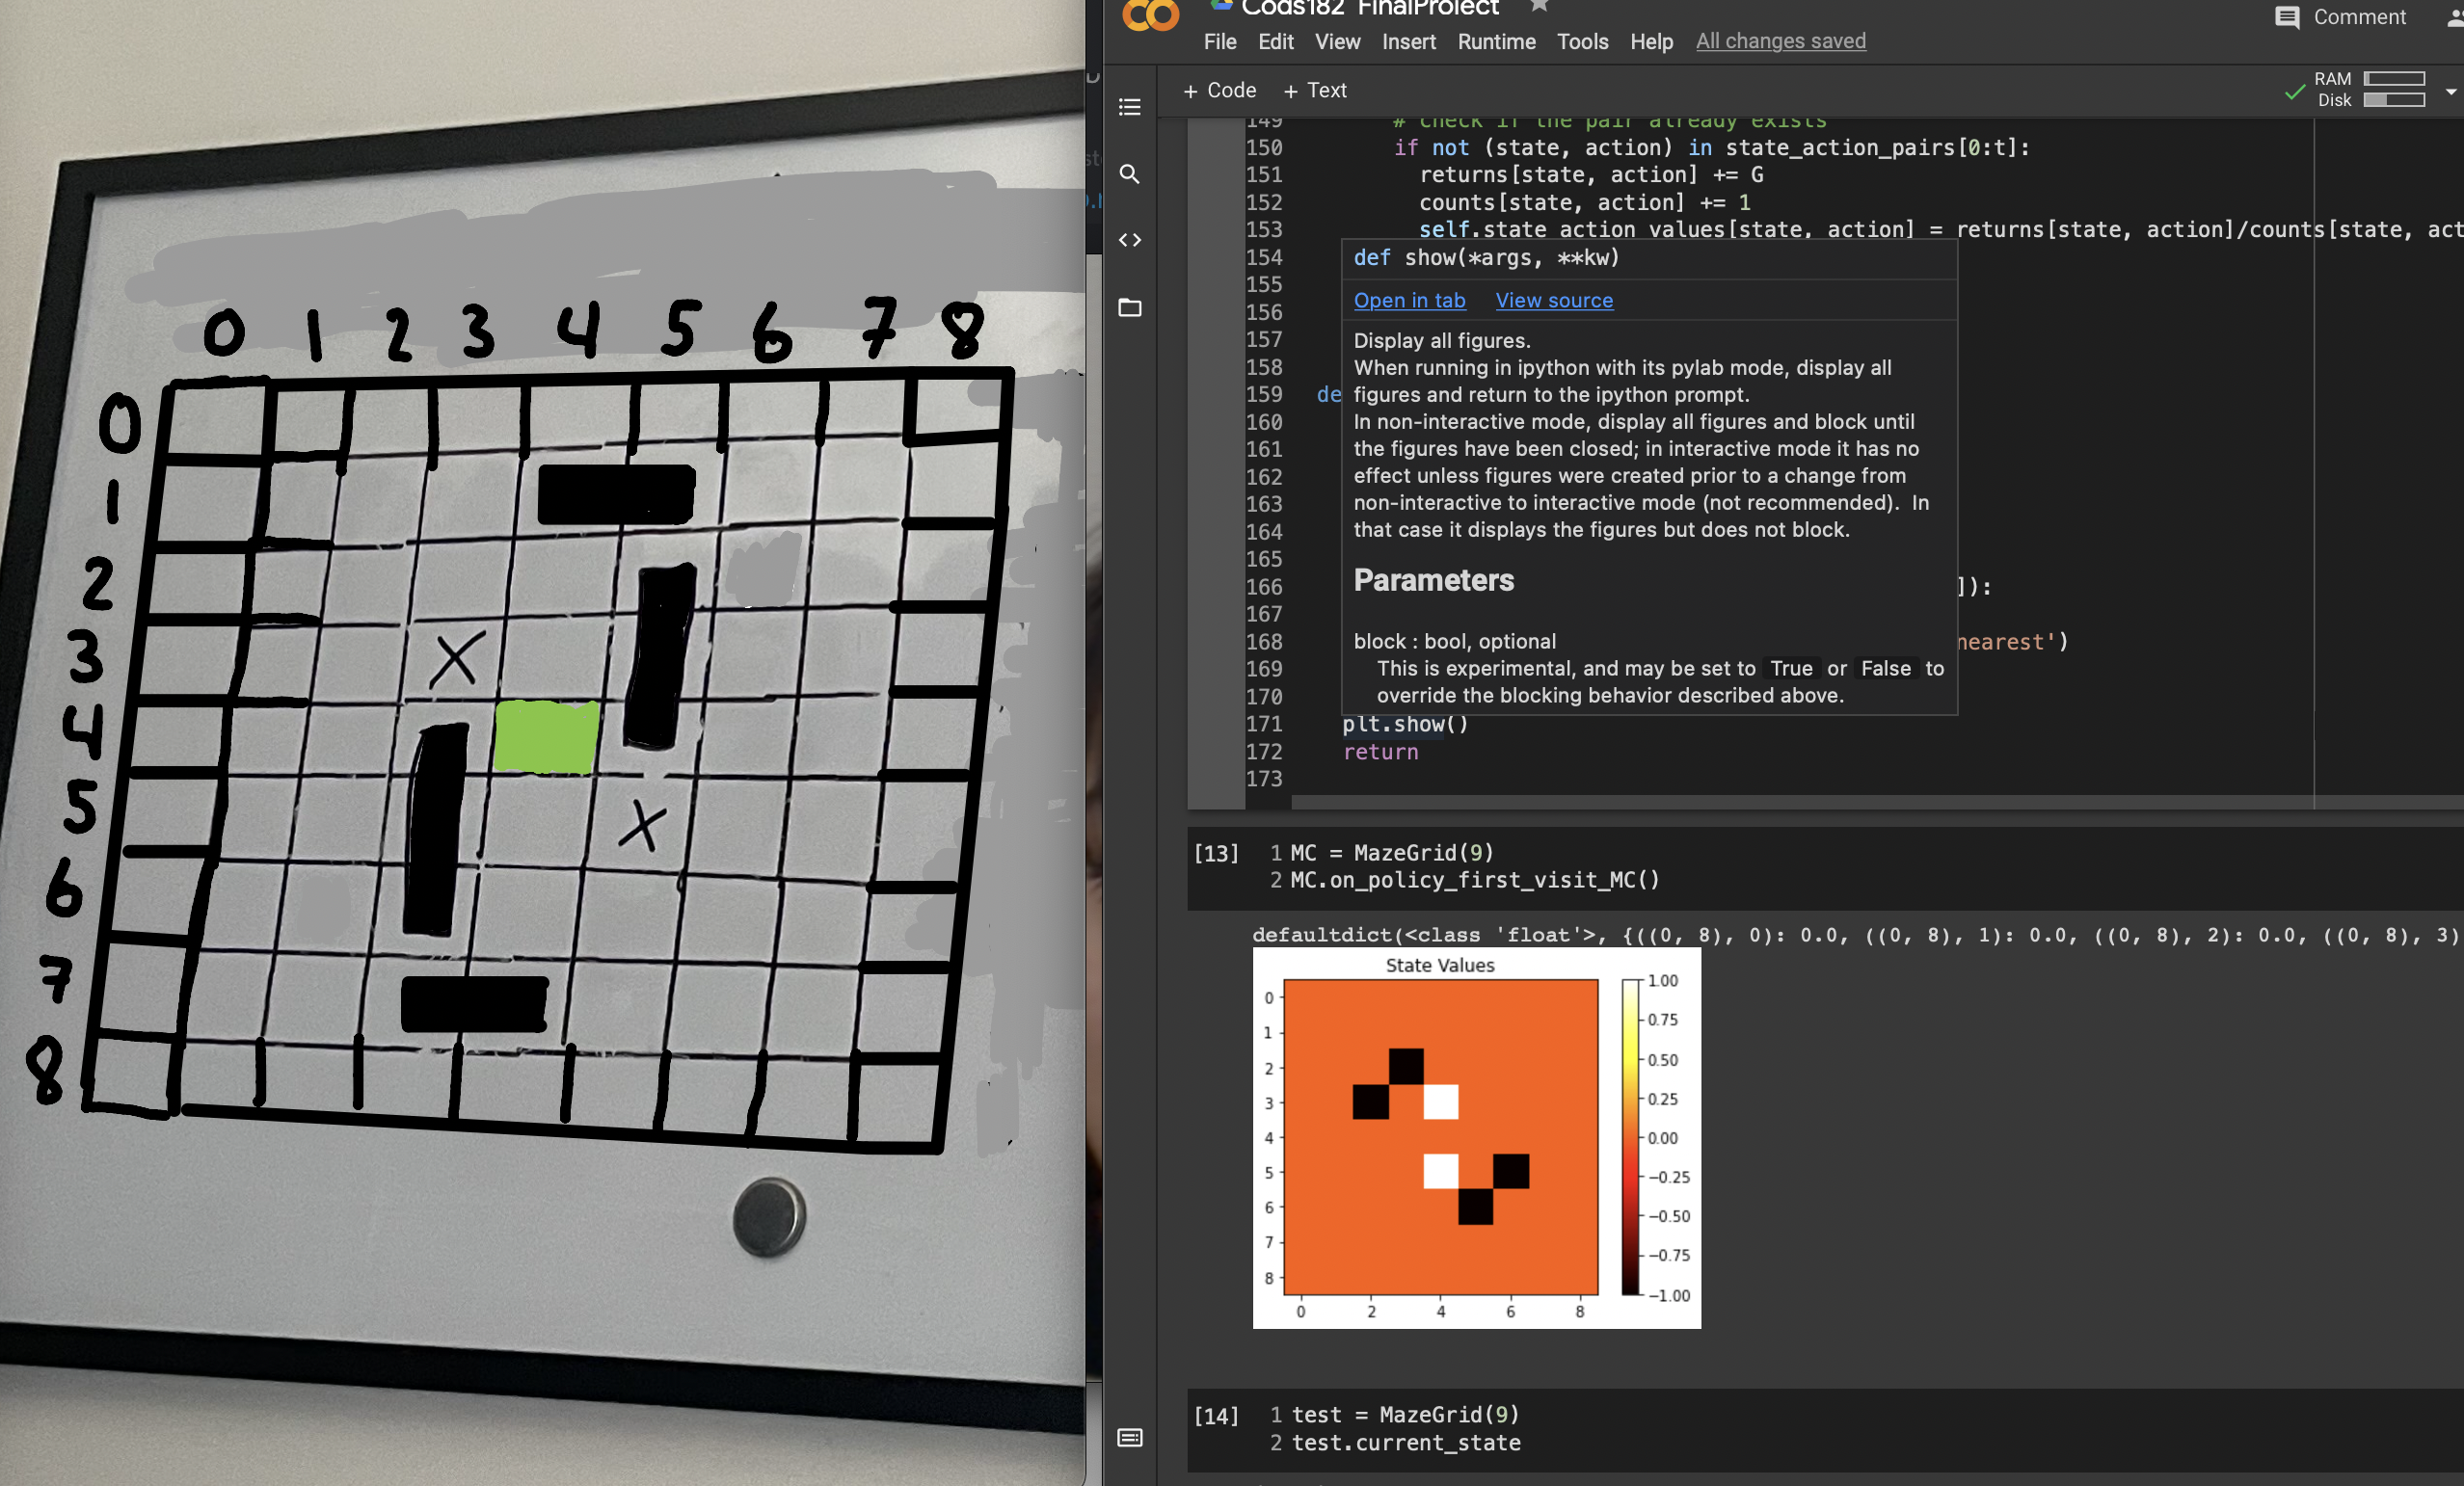 0 1 2 3 4 5 6 7 8
0
1
2
3
4
5
6
7
8
X
X
Cods182 FinalProject
File Edit View Insert Runtime Tools Help All changes saved
Comment
+ Code + Text
RAM
Disk
149 # check if the pair already exists
150 if not (state, action) in state_action_pairs[0:t]:
151 returns[state, action] += G
152 counts[state, action] += 1
153 self.state_action_values[state, action] = returns[state, action]/counts[state, act
154
155
156
157
158
159 de
160
161
162
163
164
165
166 ]):
167
168 nearest')
169
170
171 plt.show()
172 return
173
def show(*args, **kw)
Open in tab View source
Display all figures.
When running in ipython with its pylab mode, display all
figures and return to the ipython prompt.
In non-interactive mode, display all figures and block until
the figures have been closed; in interactive mode it has no
effect unless figures were created prior to a change from
non-interactive to interactive mode (not recommended). In
that case it displays the figures but does not block.
Parameters
block : bool, optional
This is experimental, and may be set to True or False to
override the blocking behavior described above.
[13] 1 MC = MazeGrid(9)
2 MC.on_policy_first_visit_MC()
defaultdict(<class 'float'>, {((0, 8), 0): 0.0, ((0, 8), 1): 0.0, ((0, 8), 2): 0.0, ((0, 8), 3)
State Values
0
1
2
3
4
5
6
7
8
0 2 4 6 8
1.00
0.75
0.50
0.25
0.00
−0.25
−0.50
−0.75
−1.00
[14] 1 test = MazeGrid(9)
2 test.current_state